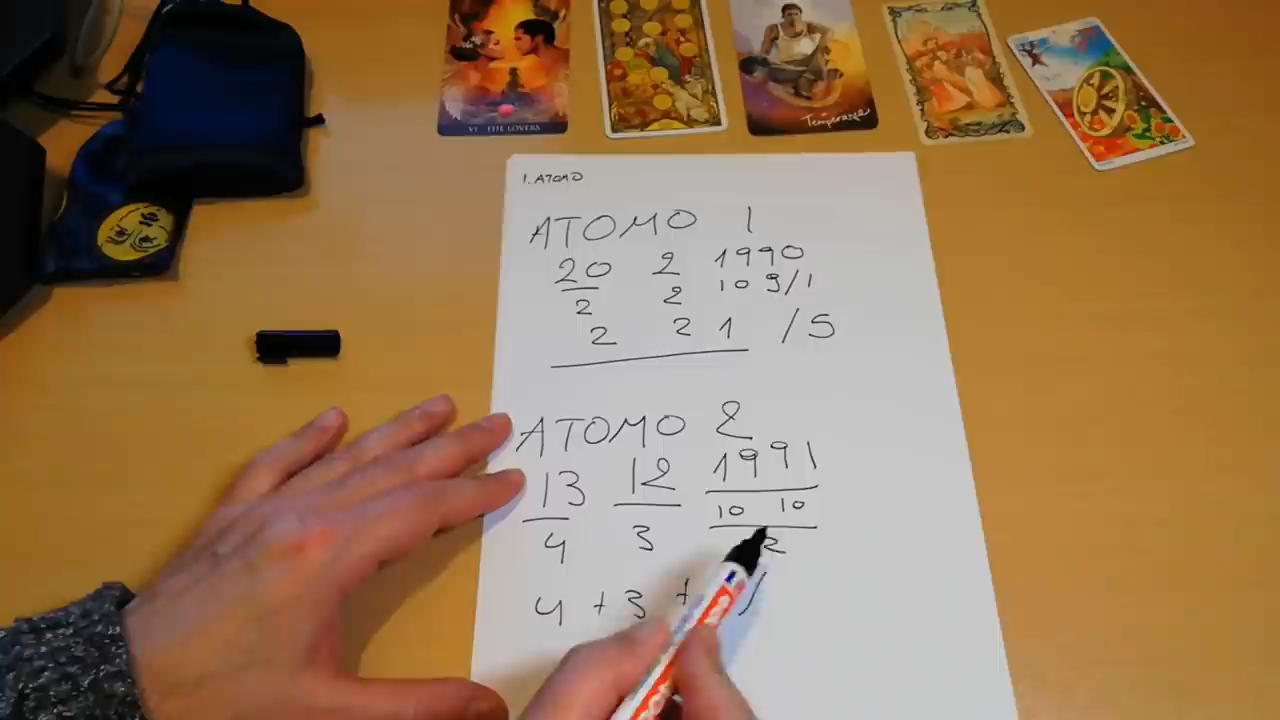 VI THE LOVERS
Temperance
1. ATOMO
ATOMO 1
20 2 1990
2 2 10 9/1
2 2 1 /5
ATOMO 2
13 12 1991
10 10
4 3 2
4 + 3 +